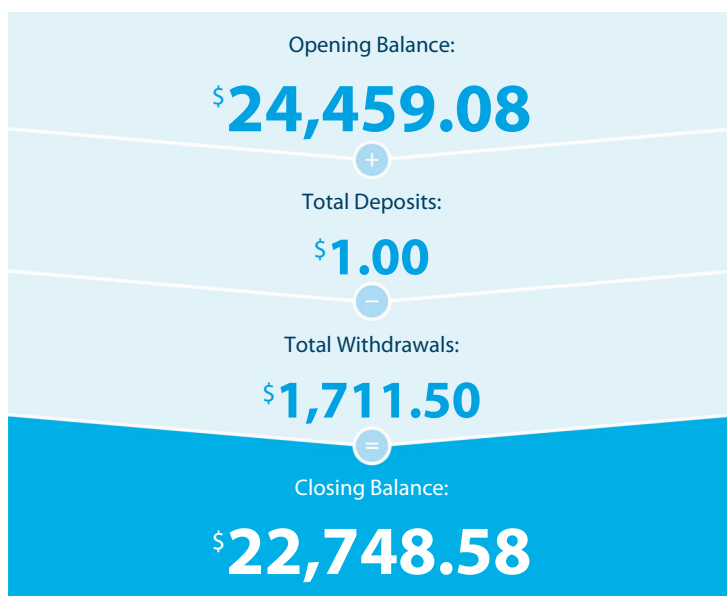 Opening Balance:
$24,459.08
+
Total Deposits:
$1.00
−
Total Withdrawals:
$1,711.50
=
Closing Balance:
$22,748.58